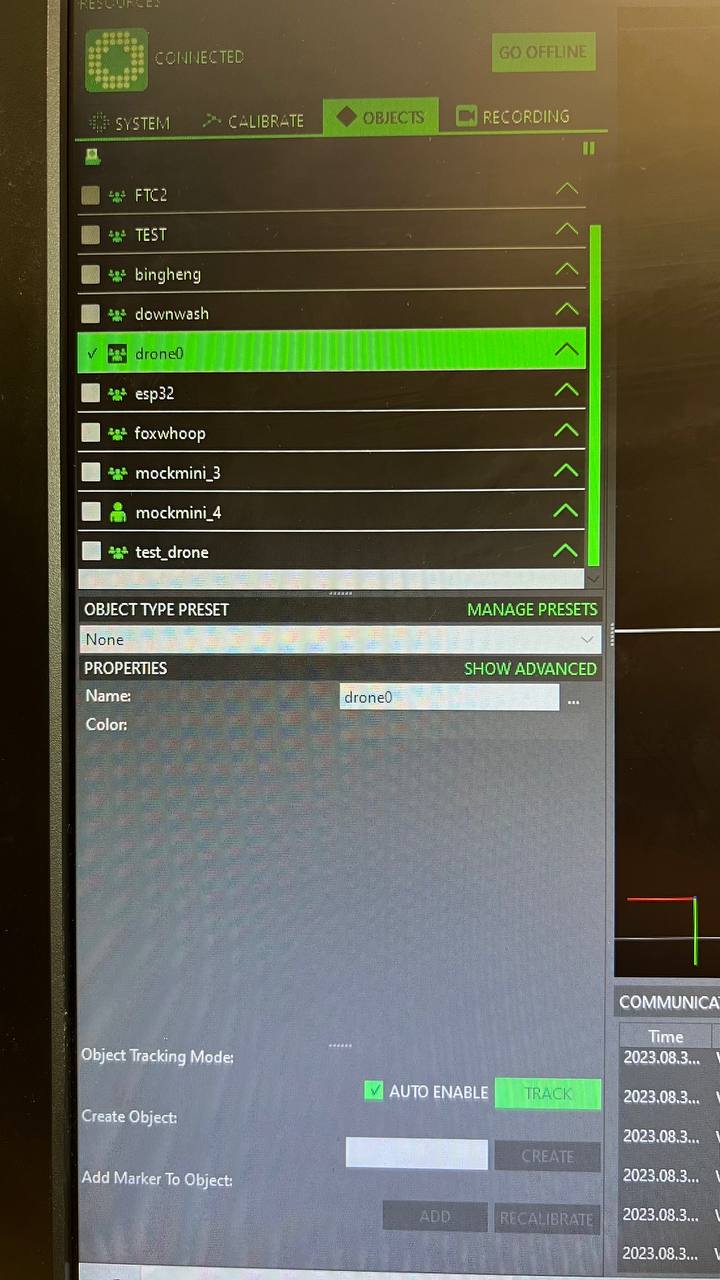 RESOURCES
CONNECTED
GO OFFLINE
SYSTEM CALIBRATE OBJECTS RECORDING
FTC2
TEST
bingheng
downwash
drone0
esp32
foxwhoop
mockmini_3
mockmini_4
test_drone
OBJECT TYPE PRESET MANAGE PRESETS
None
PROPERTIES SHOW ADVANCED
Name: drone0 ...
Color:
Object Tracking Mode:
AUTO ENABLE TRACK
Create Object:
CREATE
Add Marker To Object:
ADD RECALIBRATE
COMMUNICA
Time
2023.08.3...
2023.08.3...
2023.08.3...
2023.08.3...
2023.08.3...
2023.08.3...